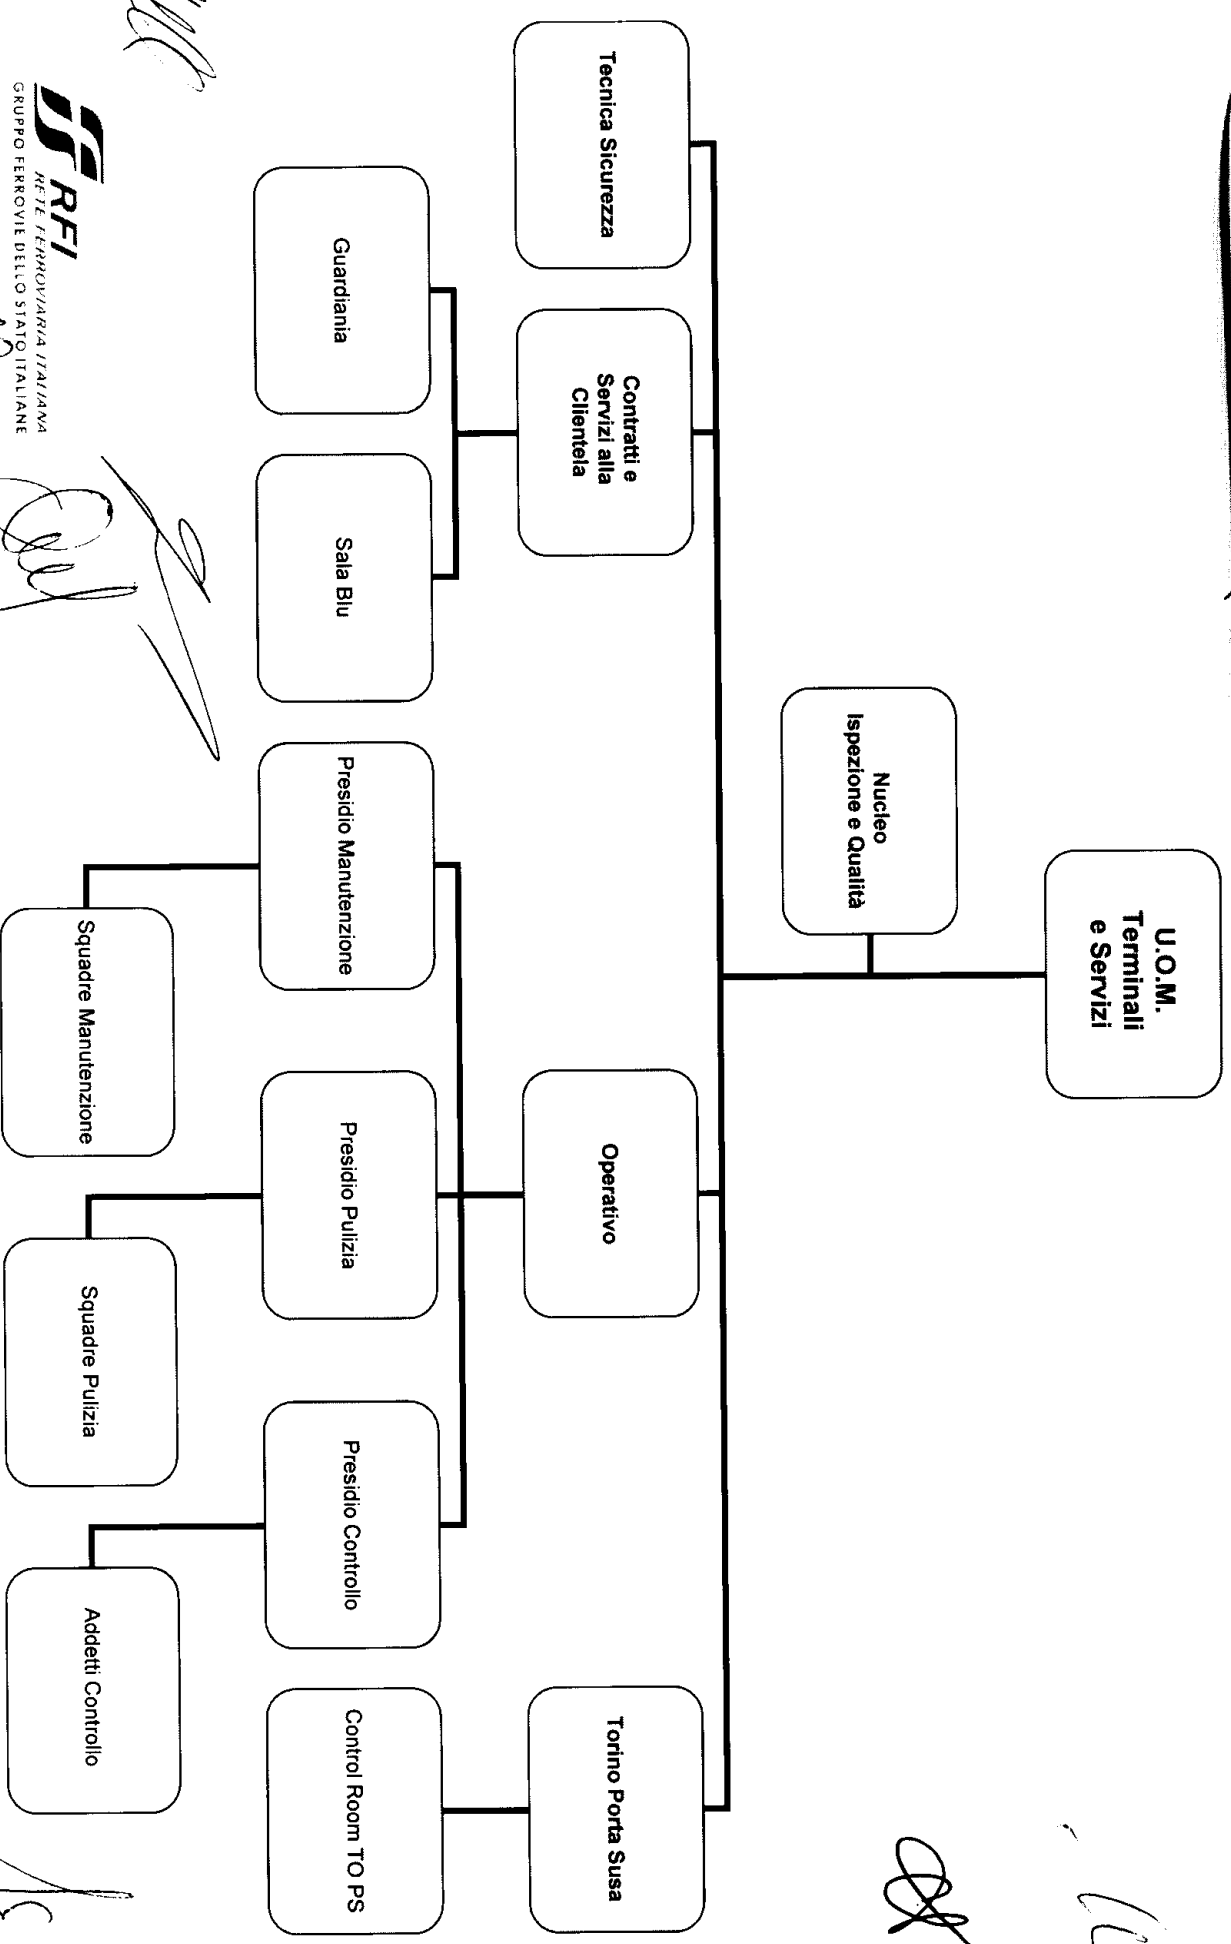 U.O.M.
Terminali
e Servizi
Nucleo
Ispezione e Qualità
Tecnica Sicurezza
Contratti e
Servizi alla
Clientela
Operativo
Torino Porta Susa
Guardiania
Sala Blu
Presidio Manutenzione
Presidio Pulizia
Presidio Controllo
Control Room TO PS
Squadre Manutenzione
Squadre Pulizia
Addetti Controllo
RFI
RETE FERROVIARIA ITALIANA
GRUPPO FERROVIE DELLO STATO ITALIANE